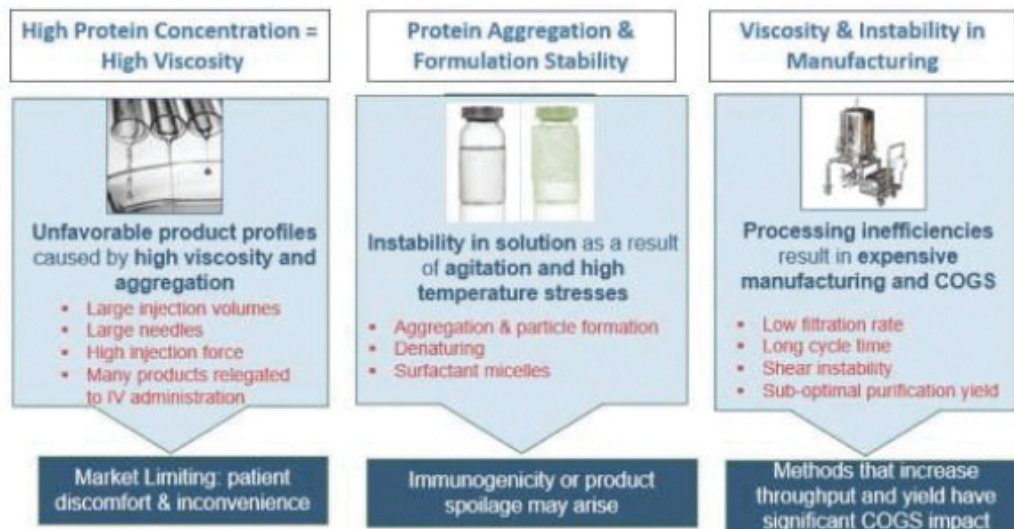 High Protein Concentration =
High Viscosity
Unfavorable product profiles
caused by high viscosity and
aggregation
▪ Large injection volumes
▪ Large needles
▪ High injection force
▪ Many products relegated
to IV administration
Market Limiting: patient
discomfort & inconvenience
Protein Aggregation &
Formulation Stability
Instability in solution as a result
of agitation and high
temperature stresses
▪ Aggregation & particle formation
▪ Denaturing
▪ Surfactant micelles
Immunogenicity or product
spoilage may arise
Viscosity & Instability in
Manufacturing
Processing inefficiencies
result in expensive
manufacturing and COGS
▪ Low filtration rate
▪ Long cycle time
▪ Shear instability
▪ Sub-optimal purification yield
Methods that increase
throughput and yield have
significant COGS impact